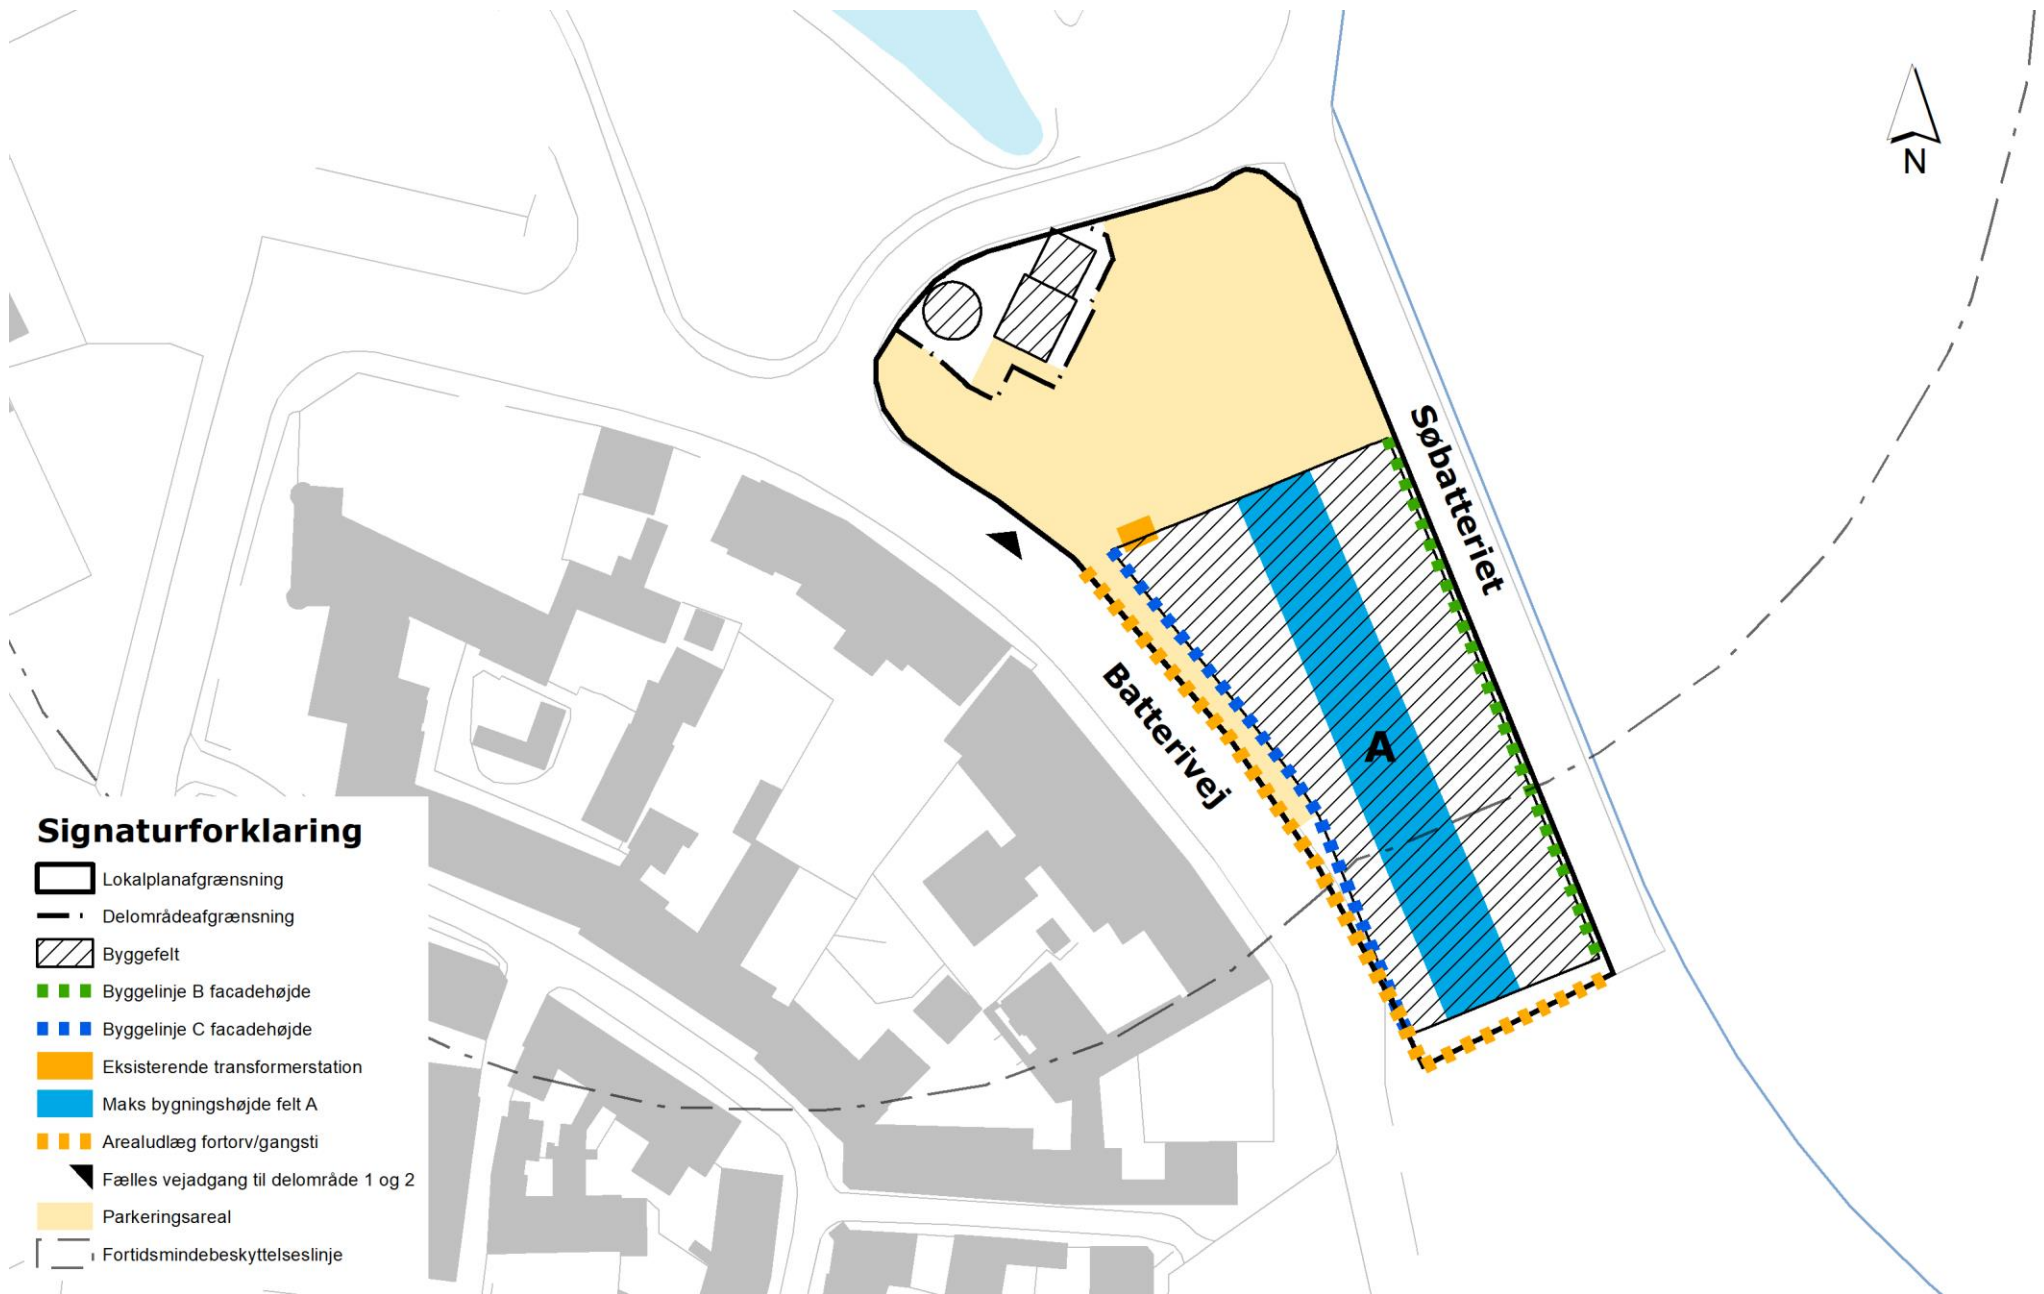 N
Søbatteriet
Batterivej
A
Signaturforklaring
Lokalplanafgrænsning
Delområdeafgrænsning
Byggefelt
Byggelinje B facadehøjde
Byggelinje C facadehøjde
Eksisterende transformerstation
Maks bygningshøjde felt A
Arealudlæg fortorv/gangsti
Fælles vejadgang til delområde 1 og 2
Parkeringsareal
Fortidsmindebeskyttelseslinje